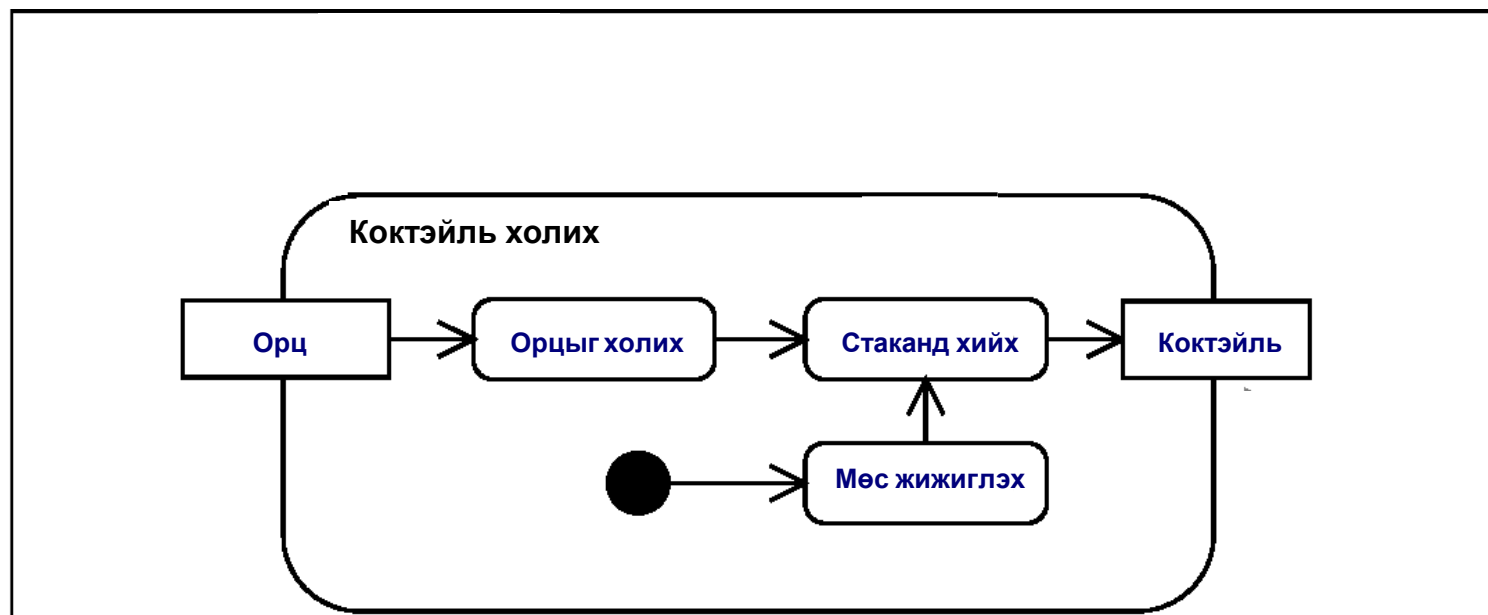 Коктэйль холих
Орц
Орцыг холих
Стаканд хийх
Коктэйль
Мөс жижиглэх